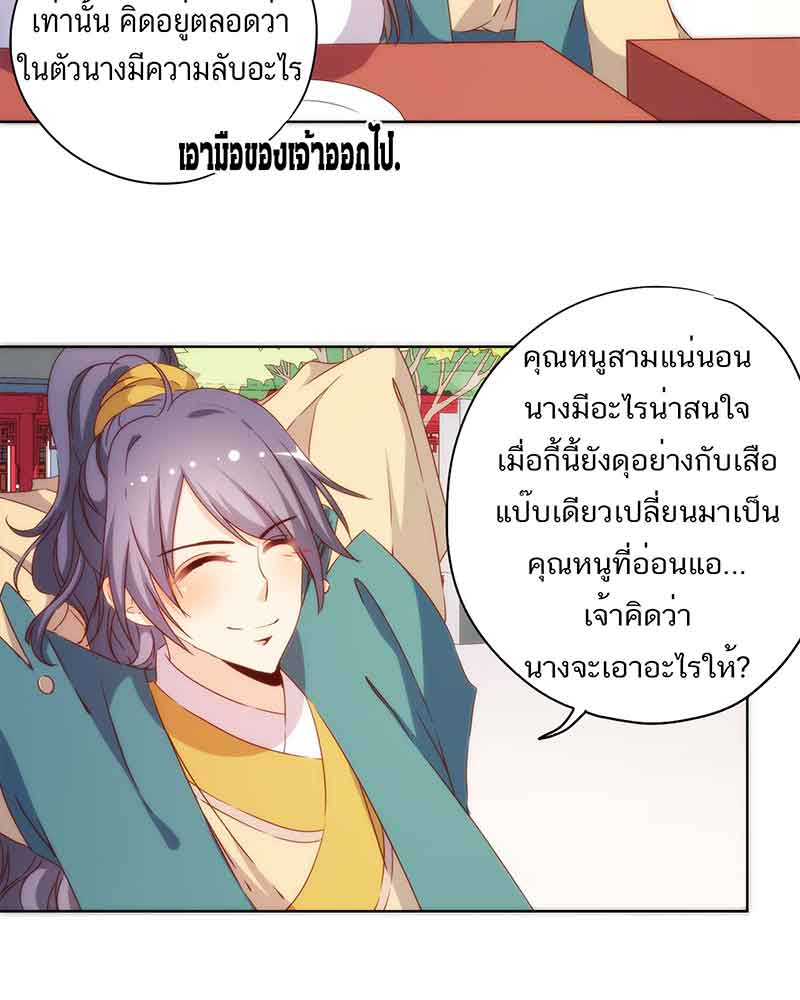 เท่านั้น คิดอยู่ตลอดว่า
ในตัวนางมีความลับอะไร
เอามือของเจ้าออกไป.
คุณหนูสามแน่นอน
นางมีอะไรน่าสนใจ
เมื่อกี้นี้ยังดุอย่างกับเสือ
แป๊บเดียวเปลี่ยนมาเป็น
คุณหนูที่อ่อนแอ...
เจ้าคิดว่า
นางจะเอาอะไรให้?